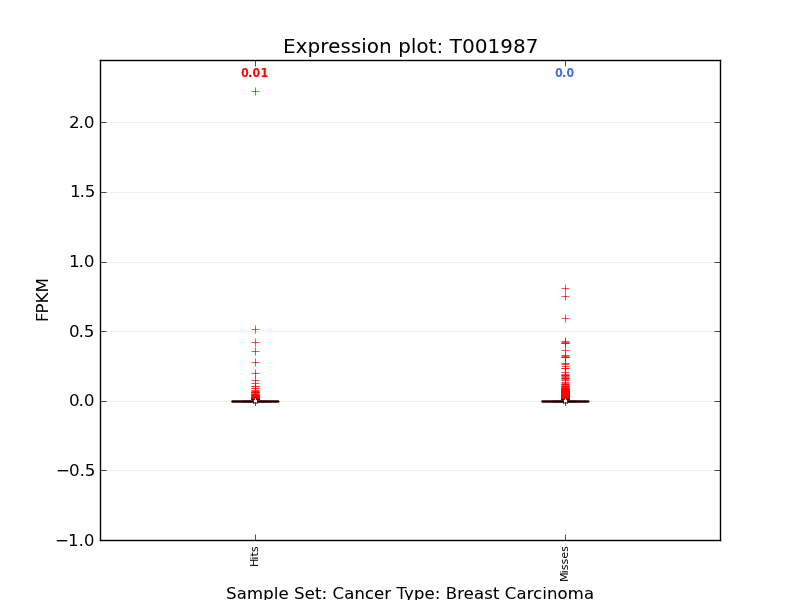 Expression plot: T001987
0.01 0.0
2.0
1.5
1.0
0.5
0.0
−0.5
−1.0
FPKM
Hits
Misses
Sample Set: Cancer Type: Breast Carcinoma